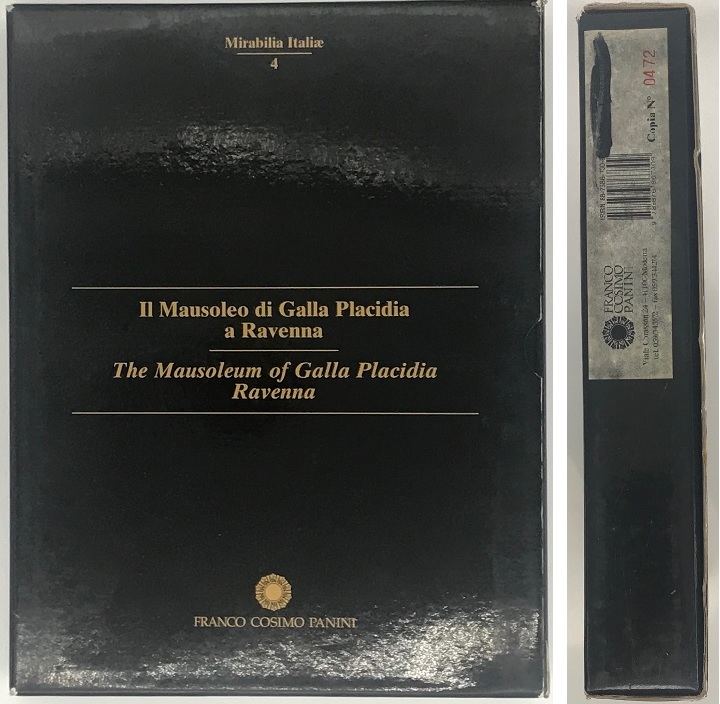 Mirabilia Italiæ
4
Il Mausoleo di Galla Placidia
a Ravenna
The Mausoleum of Galla Placidia
Ravenna
FRANCO COSIMO PANINI
Copia N° 0472
FRANCO
COSIMO
PANINI